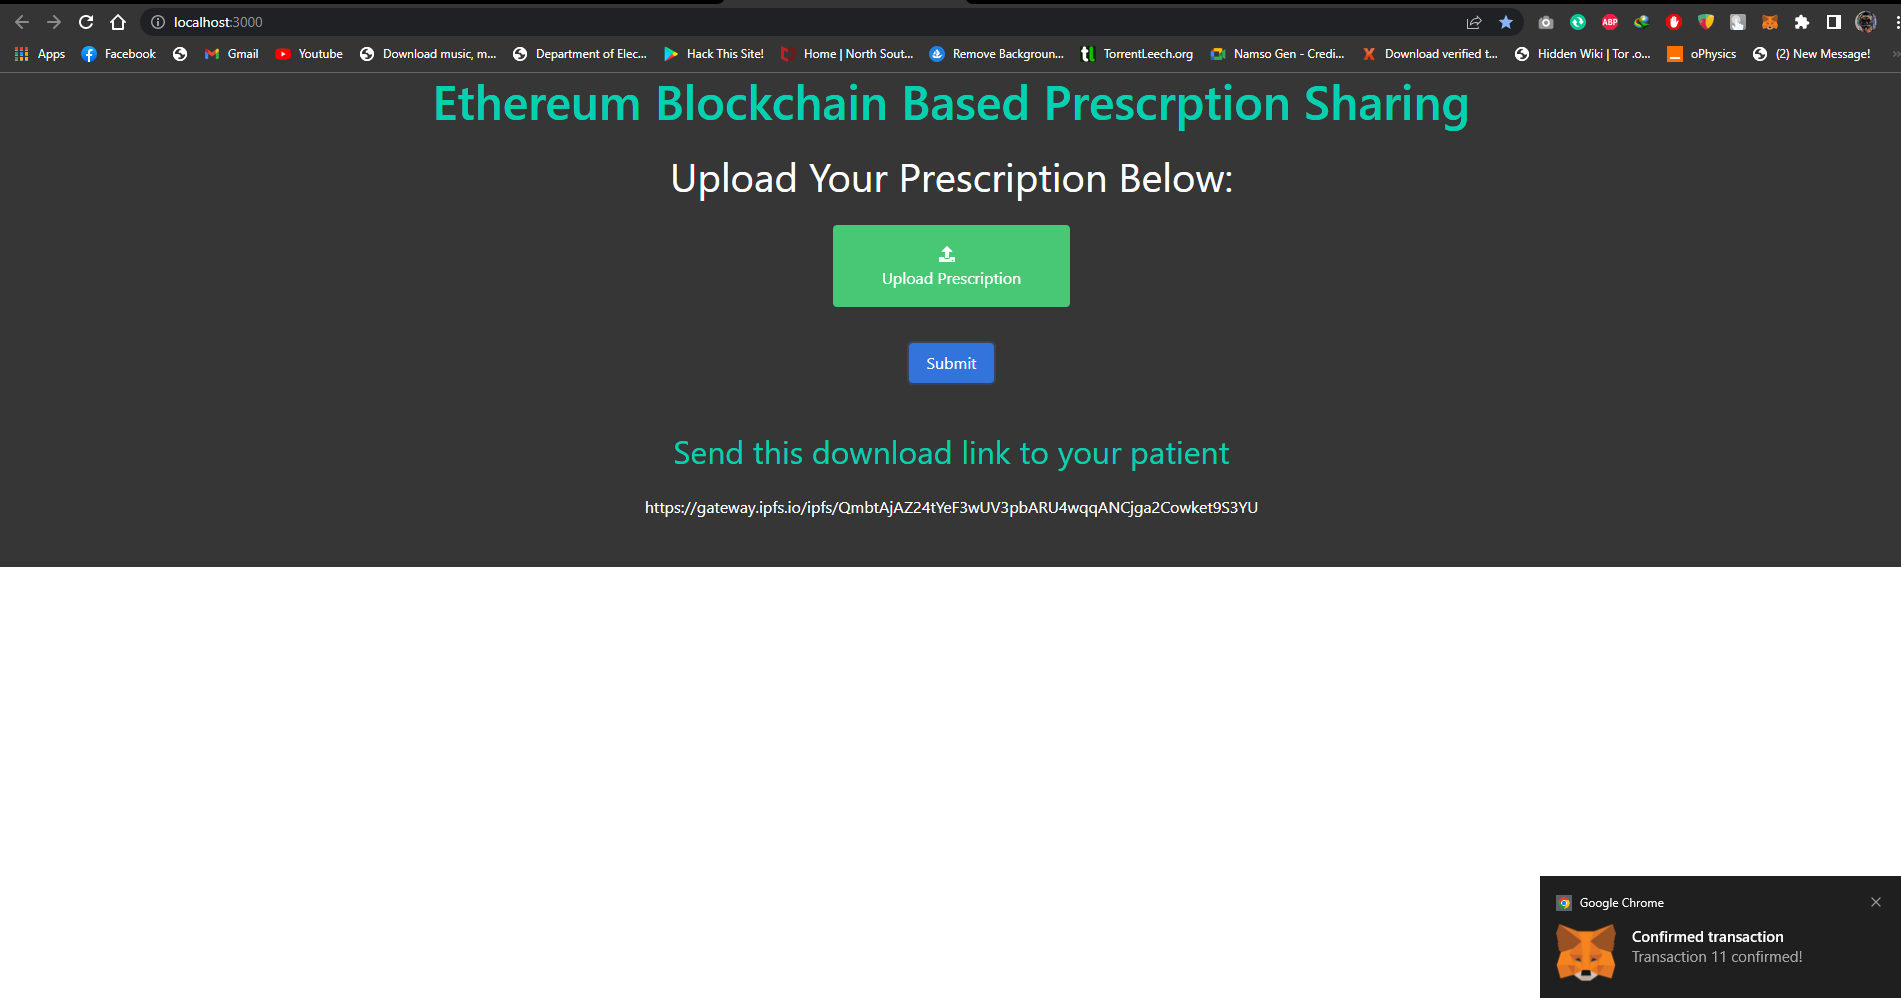 localhost:3000
ABP
Apps Facebook Gmail Youtube Download music, m... Department of Elec... Hack This Site! Home | North Sout... Remove Backgroun... TorrentLeech.org Namso Gen - Credi... Download verified t... Hidden Wiki | Tor .o... oPhysics (2) New Message! »
Ethereum Blockchain Based Prescrption Sharing
Upload Your Prescription Below:
Upload Prescription
Submit
Send this download link to your patient
https://gateway.ipfs.io/ipfs/QmbtAjAZ24tYeF3wUV3pbARU4wqqANCjga2Cowket9S3YU
Google Chrome
Confirmed transaction
Transaction 11 confirmed!